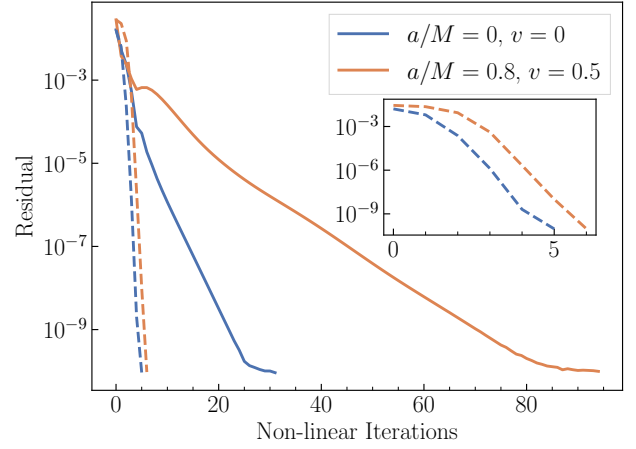 a/M = 0, v = 0
a/M = 0.8, v = 0.5
10⁻³
10⁻⁵
10⁻⁷
10⁻⁹
Residual
10⁻³
10⁻⁶
10⁻⁹
0 5
0 20 40 60 80
Non-linear Iterations